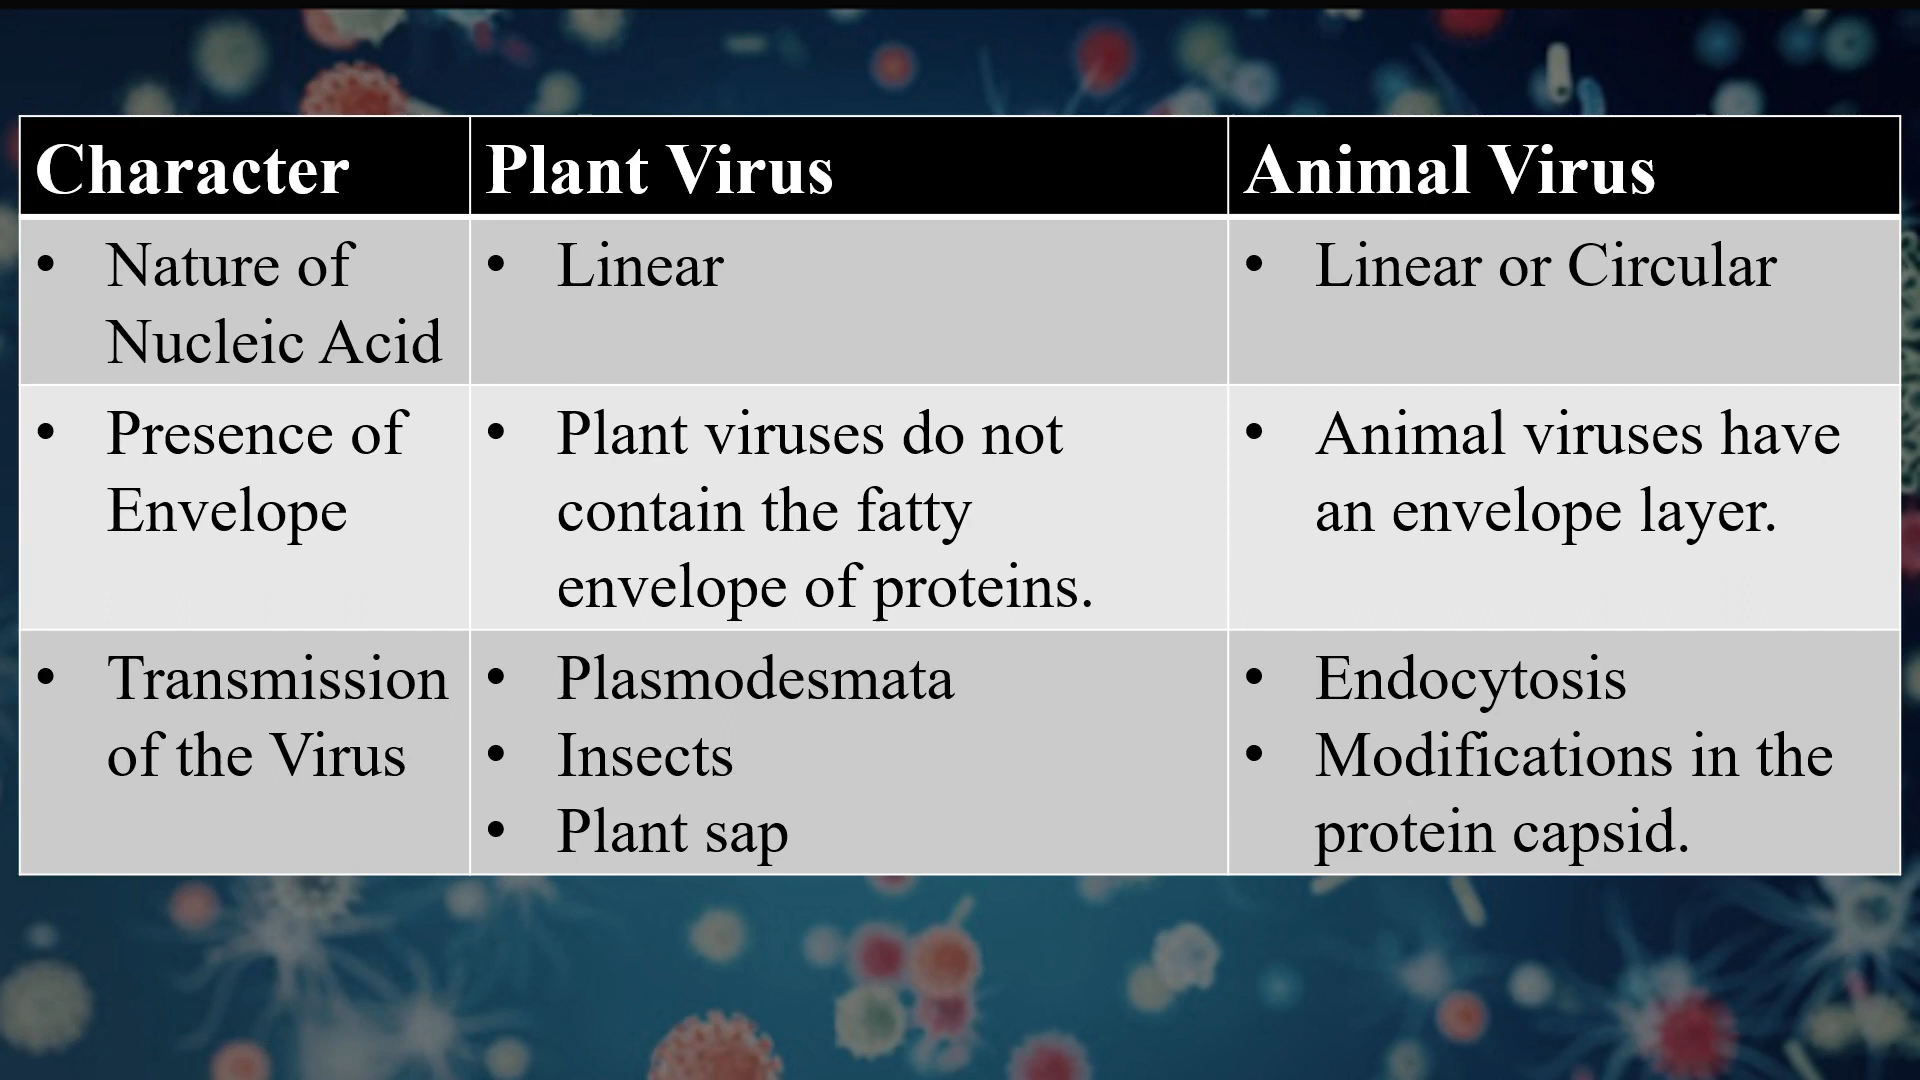 Character Plant Virus Animal Virus
• Nature of
Nucleic Acid
• Linear
• Linear or Circular
• Presence of
Envelope
• Plant viruses do not
contain the fatty
envelope of proteins.
• Animal viruses have
an envelope layer.
• Transmission
of the Virus
• Plasmodesmata
• Insects
• Plant sap
• Endocytosis
• Modifications in the
protein capsid.